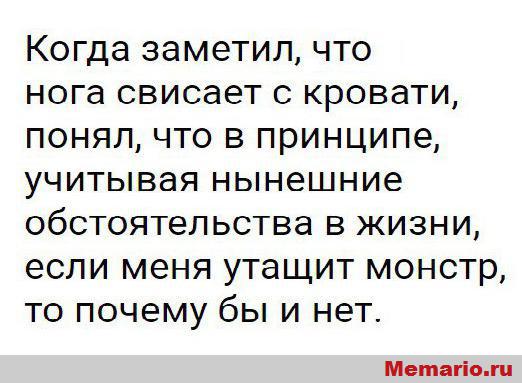 Когда заметил, что
нога свисает с кровати,
понял, что в принципе,
учитывая нынешние
обстоятельства в жизни,
если меня утащит монстр,
то почему бы и нет.
Memario.ru